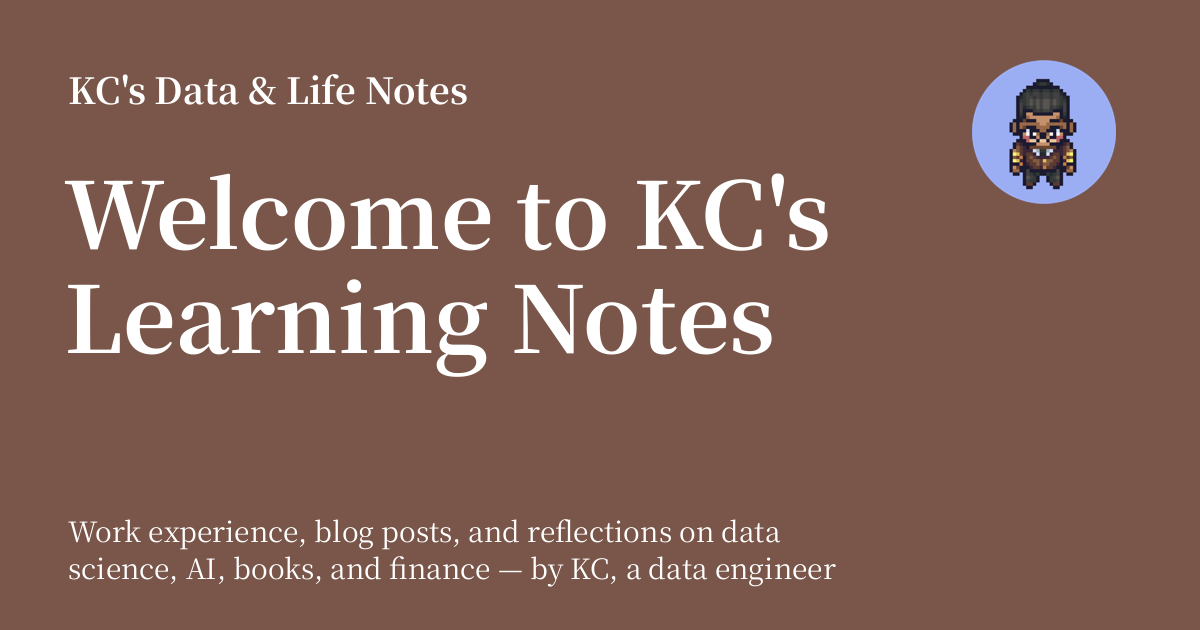 KC's Data & Life Notes
Welcome to KC's
Learning Notes
Work experience, blog posts, and reflections on data
science, AI, books, and finance — by KC, a data engineer